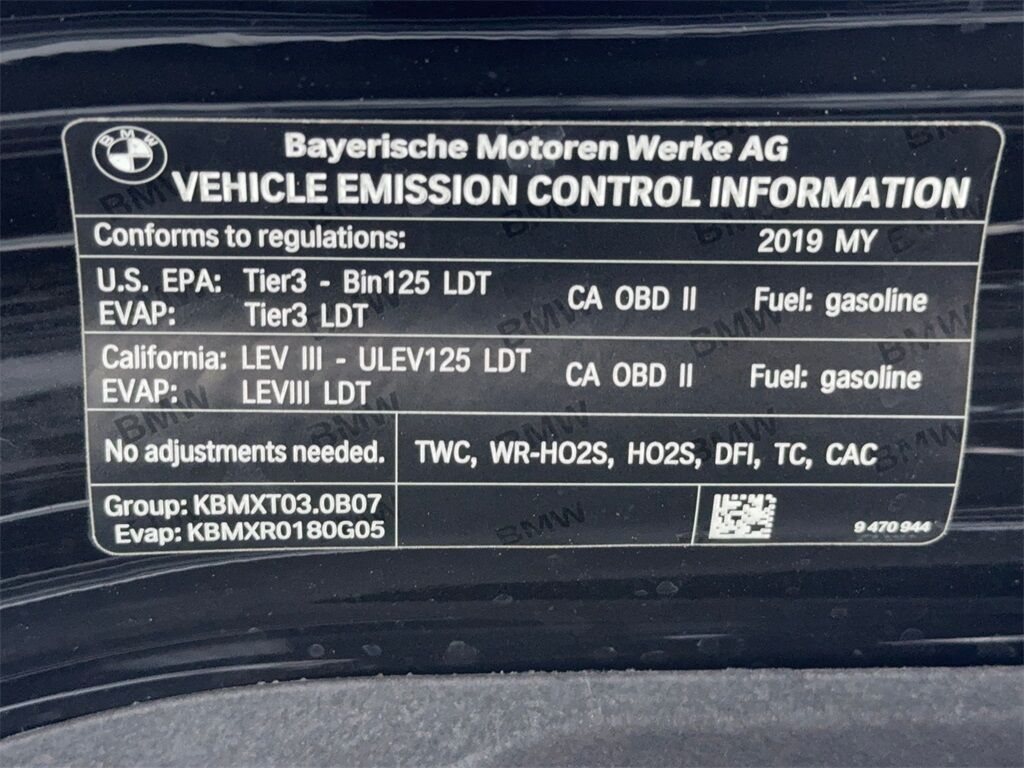 BMW
Bayerische Motoren Werke AG
VEHICLE EMISSION CONTROL INFORMATION
Conforms to regulations: 2019 MY
U.S. EPA: Tier3 - Bin125 LDT CA OBD II Fuel: gasoline
EVAP: Tier3 LDT
California: LEV III - ULEV125 LDT CA OBD II Fuel: gasoline
EVAP: LEVIII LDT
No adjustments needed. TWC, WR-HO2S, HO2S, DFI, TC, CAC
Group: KBMXT03.0B07
Evap: KBMXR0180G05 9 470 944